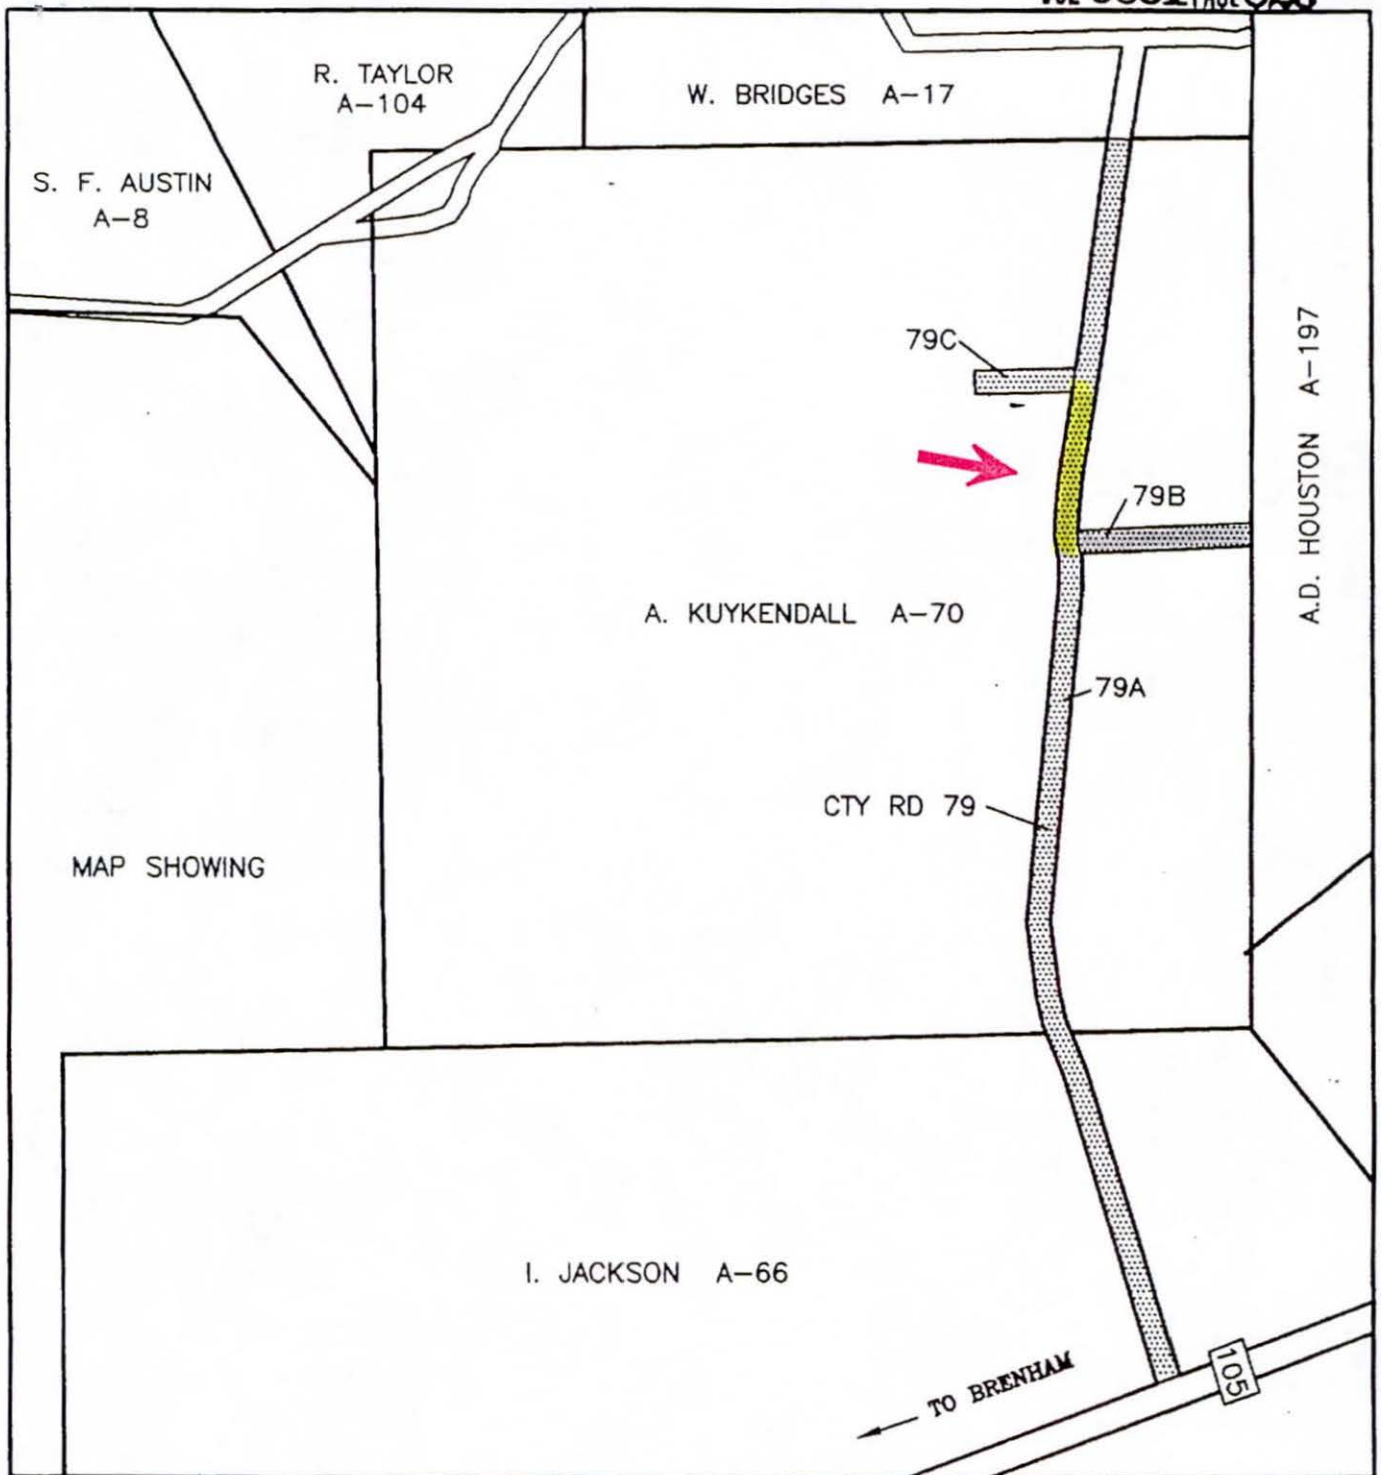 R. TAYLOR
A-104
W. BRIDGES A-17
S. F. AUSTIN
A-8
79C
A.D. HOUSTON A-197
79B
A. KUYKENDALL A-70
79A
CTY RD 79
MAP SHOWING
I. JACKSON A-66
TO BRENHAM
105